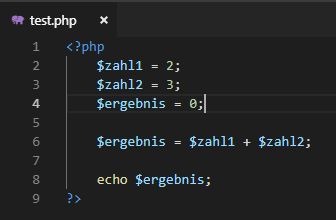 test.php ×
1 <?php
2 $zahl1 = 2;
3 $zahl2 = 3;
4 $ergebnis = 0;
5
6 $ergebnis = $zahl1 + $zahl2;
7
8 echo $ergebnis;
9 ?>